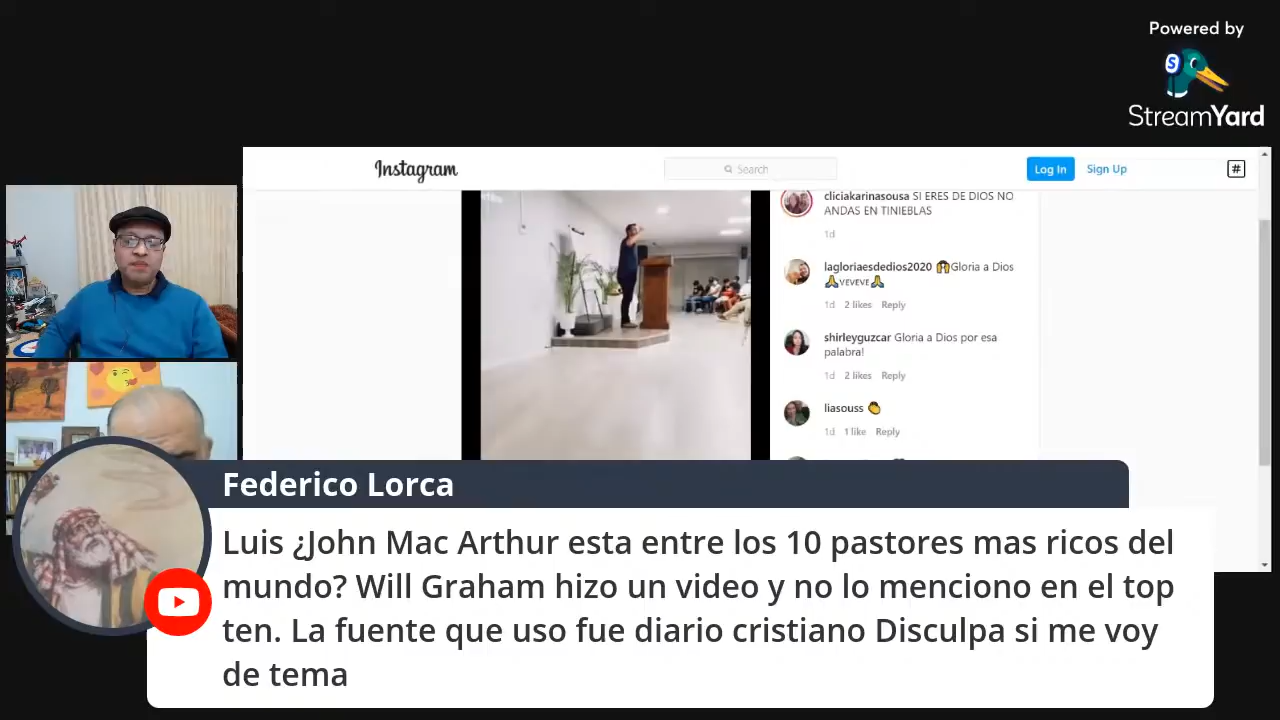 Powered by
StreamYard
Instagram
Search
Log In
Sign Up
#
cliciakarinasousa SI ERES DE DIOS NO
ANDAS EN TINIEBLAS
1d
lagloriaesdedios2020 🙌Gloria a Dios
🙏VEVEVE🙏
1d 2 likes Reply
shirleyguzcar Gloria a Dios por esa
palabra!
1d 2 likes Reply
liasouss 👏
1d 1 like Reply
Federico Lorca
Luis ¿John Mac Arthur esta entre los 10 pastores mas ricos del
mundo? Will Graham hizo un video y no lo menciono en el top
ten. La fuente que uso fue diario cristiano Disculpa si me voy
de tema